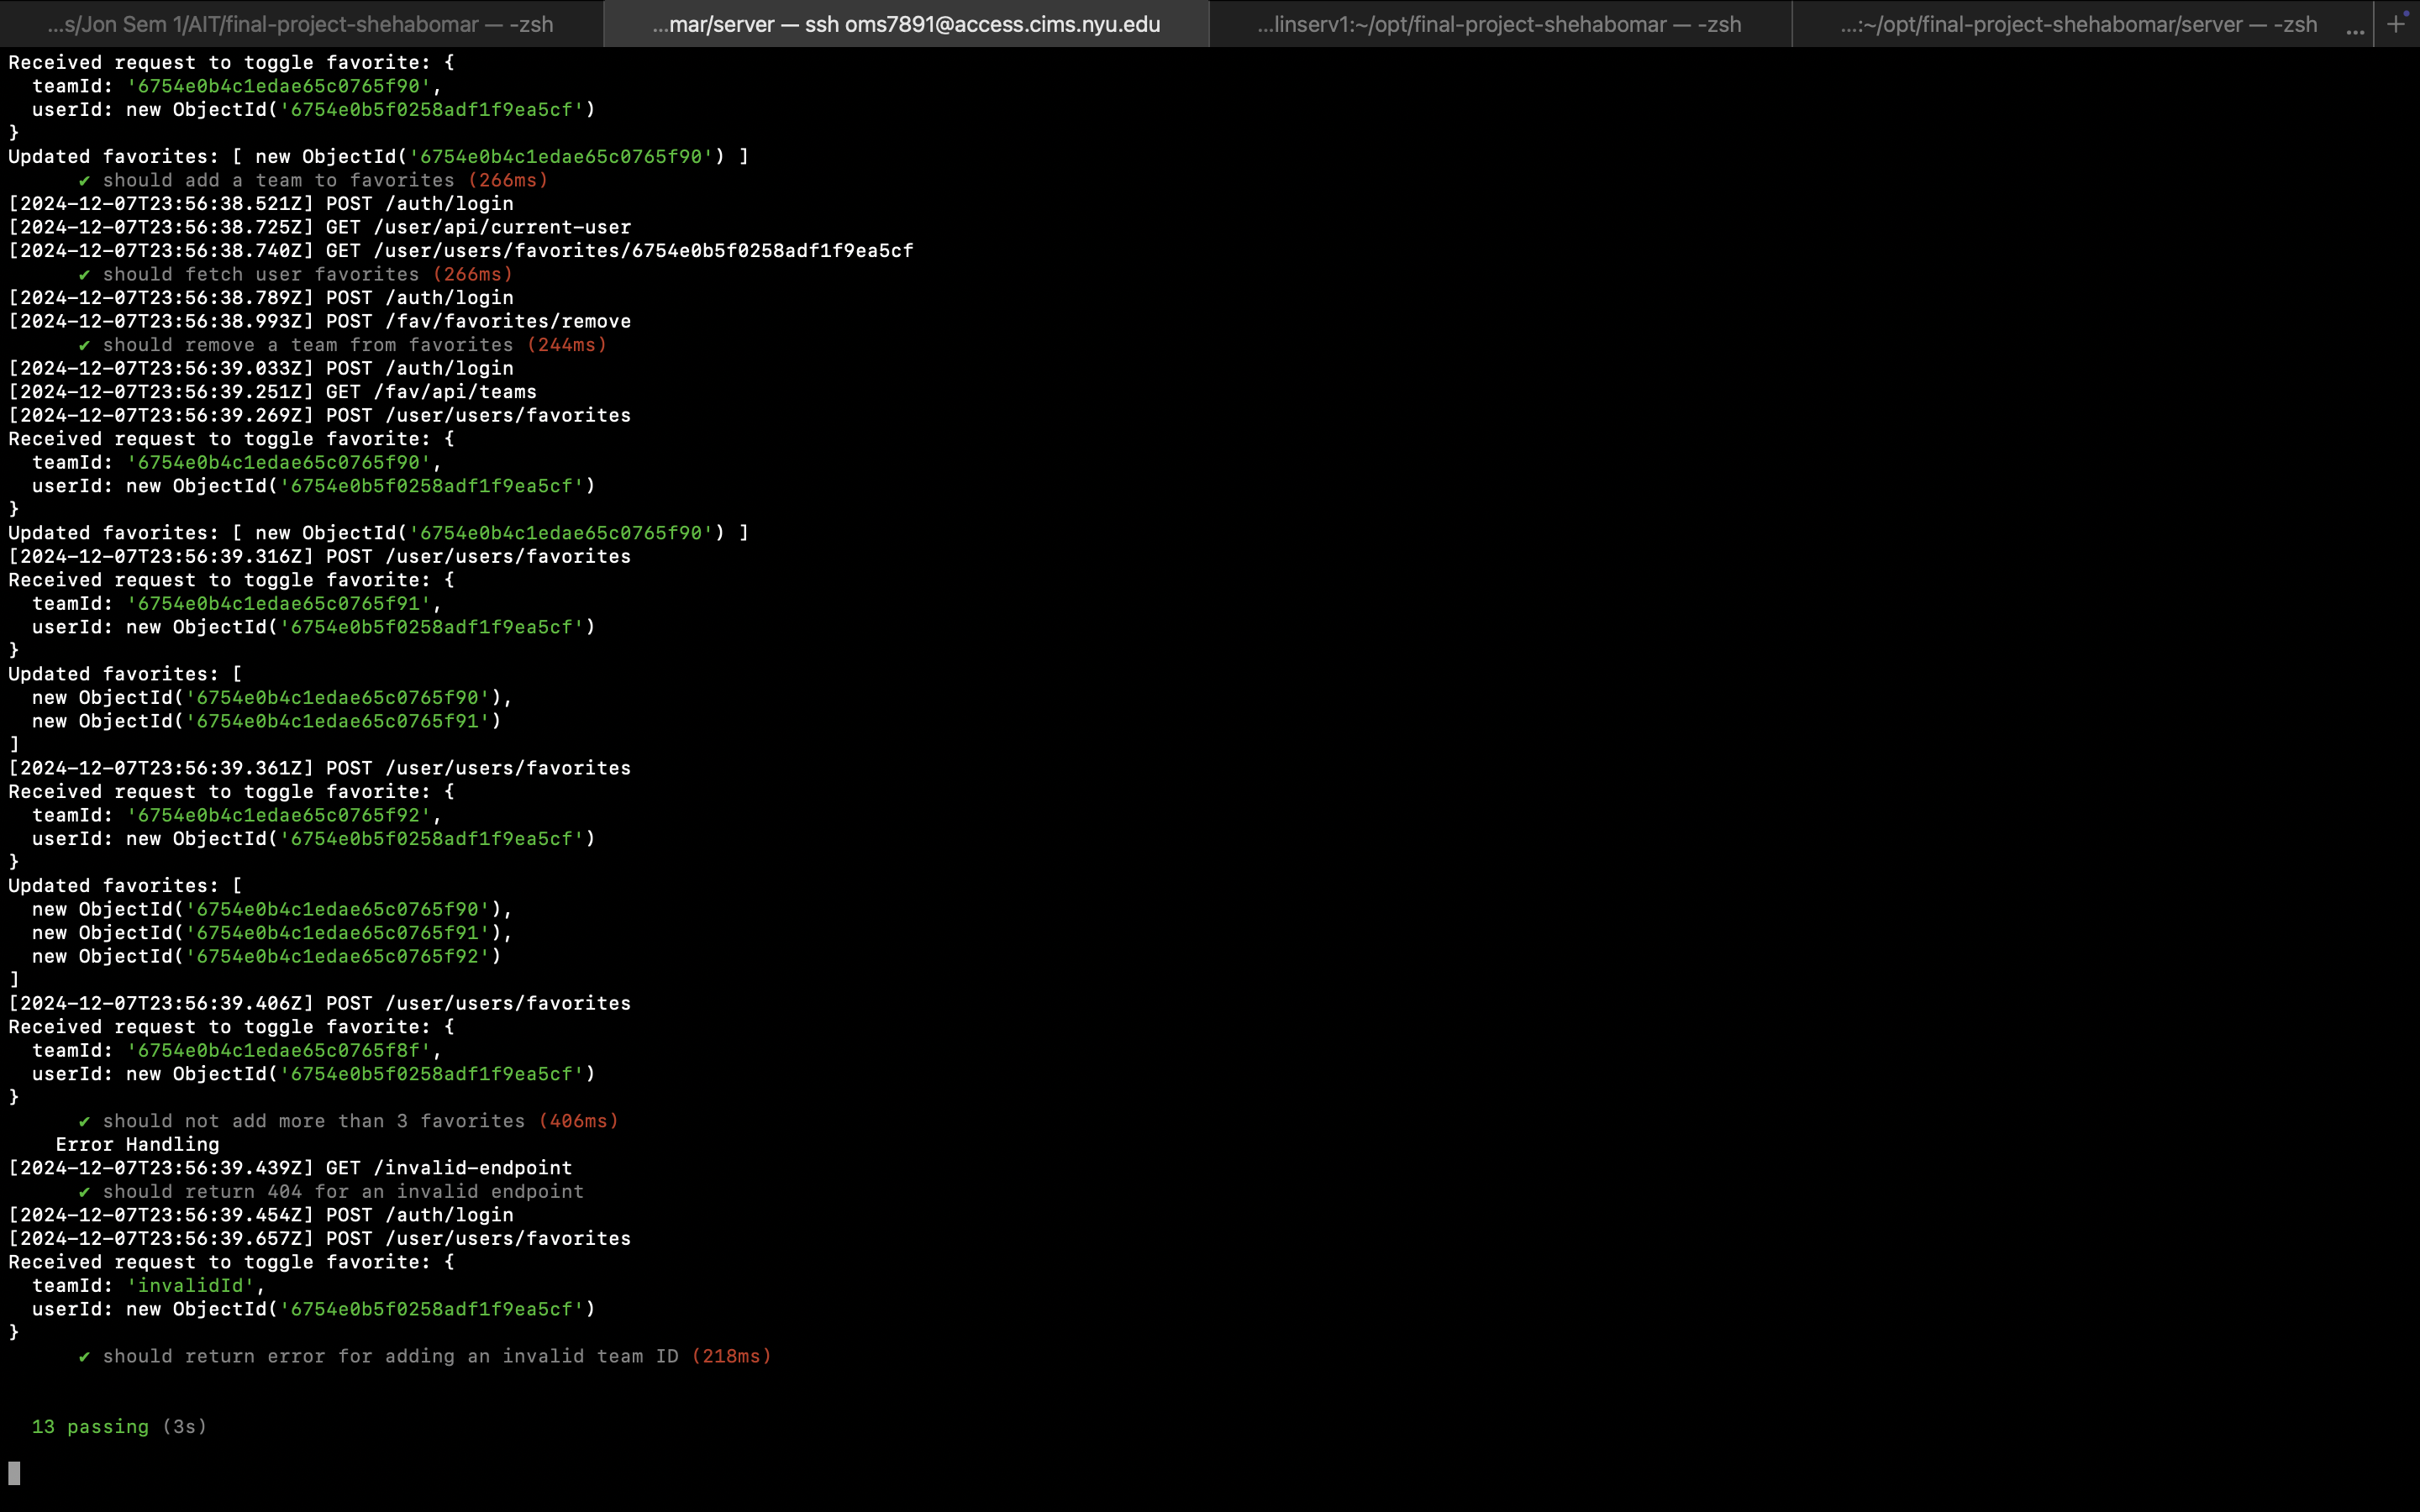 ...s/Jon Sem 1/AIT/final-project-shehabomar — -zsh
...mar/server — ssh oms7891@access.cims.nyu.edu
...linserv1:~/opt/final-project-shehabomar — -zsh
...:~/opt/final-project-shehabomar/server — -zsh
... +
Received request to toggle favorite: {
  teamId: '6754e0b4c1edae65c0765f90',
  userId: new ObjectId('6754e0b5f0258adf1f9ea5cf')
}
Updated favorites: [ new ObjectId('6754e0b4c1edae65c0765f90') ]
      ✔ should add a team to favorites (266ms)
[2024-12-07T23:56:38.521Z] POST /auth/login
[2024-12-07T23:56:38.725Z] GET /user/api/current-user
[2024-12-07T23:56:38.740Z] GET /user/users/favorites/6754e0b5f0258adf1f9ea5cf
      ✔ should fetch user favorites (266ms)
[2024-12-07T23:56:38.789Z] POST /auth/login
[2024-12-07T23:56:38.993Z] POST /fav/favorites/remove
      ✔ should remove a team from favorites (244ms)
[2024-12-07T23:56:39.033Z] POST /auth/login
[2024-12-07T23:56:39.251Z] GET /fav/api/teams
[2024-12-07T23:56:39.269Z] POST /user/users/favorites
Received request to toggle favorite: {
  teamId: '6754e0b4c1edae65c0765f90',
  userId: new ObjectId('6754e0b5f0258adf1f9ea5cf')
}
Updated favorites: [ new ObjectId('6754e0b4c1edae65c0765f90') ]
[2024-12-07T23:56:39.316Z] POST /user/users/favorites
Received request to toggle favorite: {
  teamId: '6754e0b4c1edae65c0765f91',
  userId: new ObjectId('6754e0b5f0258adf1f9ea5cf')
}
Updated favorites: [
  new ObjectId('6754e0b4c1edae65c0765f90'),
  new ObjectId('6754e0b4c1edae65c0765f91')
]
[2024-12-07T23:56:39.361Z] POST /user/users/favorites
Received request to toggle favorite: {
  teamId: '6754e0b4c1edae65c0765f92',
  userId: new ObjectId('6754e0b5f0258adf1f9ea5cf')
}
Updated favorites: [
  new ObjectId('6754e0b4c1edae65c0765f90'),
  new ObjectId('6754e0b4c1edae65c0765f91'),
  new ObjectId('6754e0b4c1edae65c0765f92')
]
[2024-12-07T23:56:39.406Z] POST /user/users/favorites
Received request to toggle favorite: {
  teamId: '6754e0b4c1edae65c0765f8f',
  userId: new ObjectId('6754e0b5f0258adf1f9ea5cf')
}
      ✔ should not add more than 3 favorites (406ms)
    Error Handling
[2024-12-07T23:56:39.439Z] GET /invalid-endpoint
      ✔ should return 404 for an invalid endpoint
[2024-12-07T23:56:39.454Z] POST /auth/login
[2024-12-07T23:56:39.657Z] POST /user/users/favorites
Received request to toggle favorite: {
  teamId: 'invalidId',
  userId: new ObjectId('6754e0b5f0258adf1f9ea5cf')
}
      ✔ should return error for adding an invalid team ID (218ms)
  13 passing (3s)